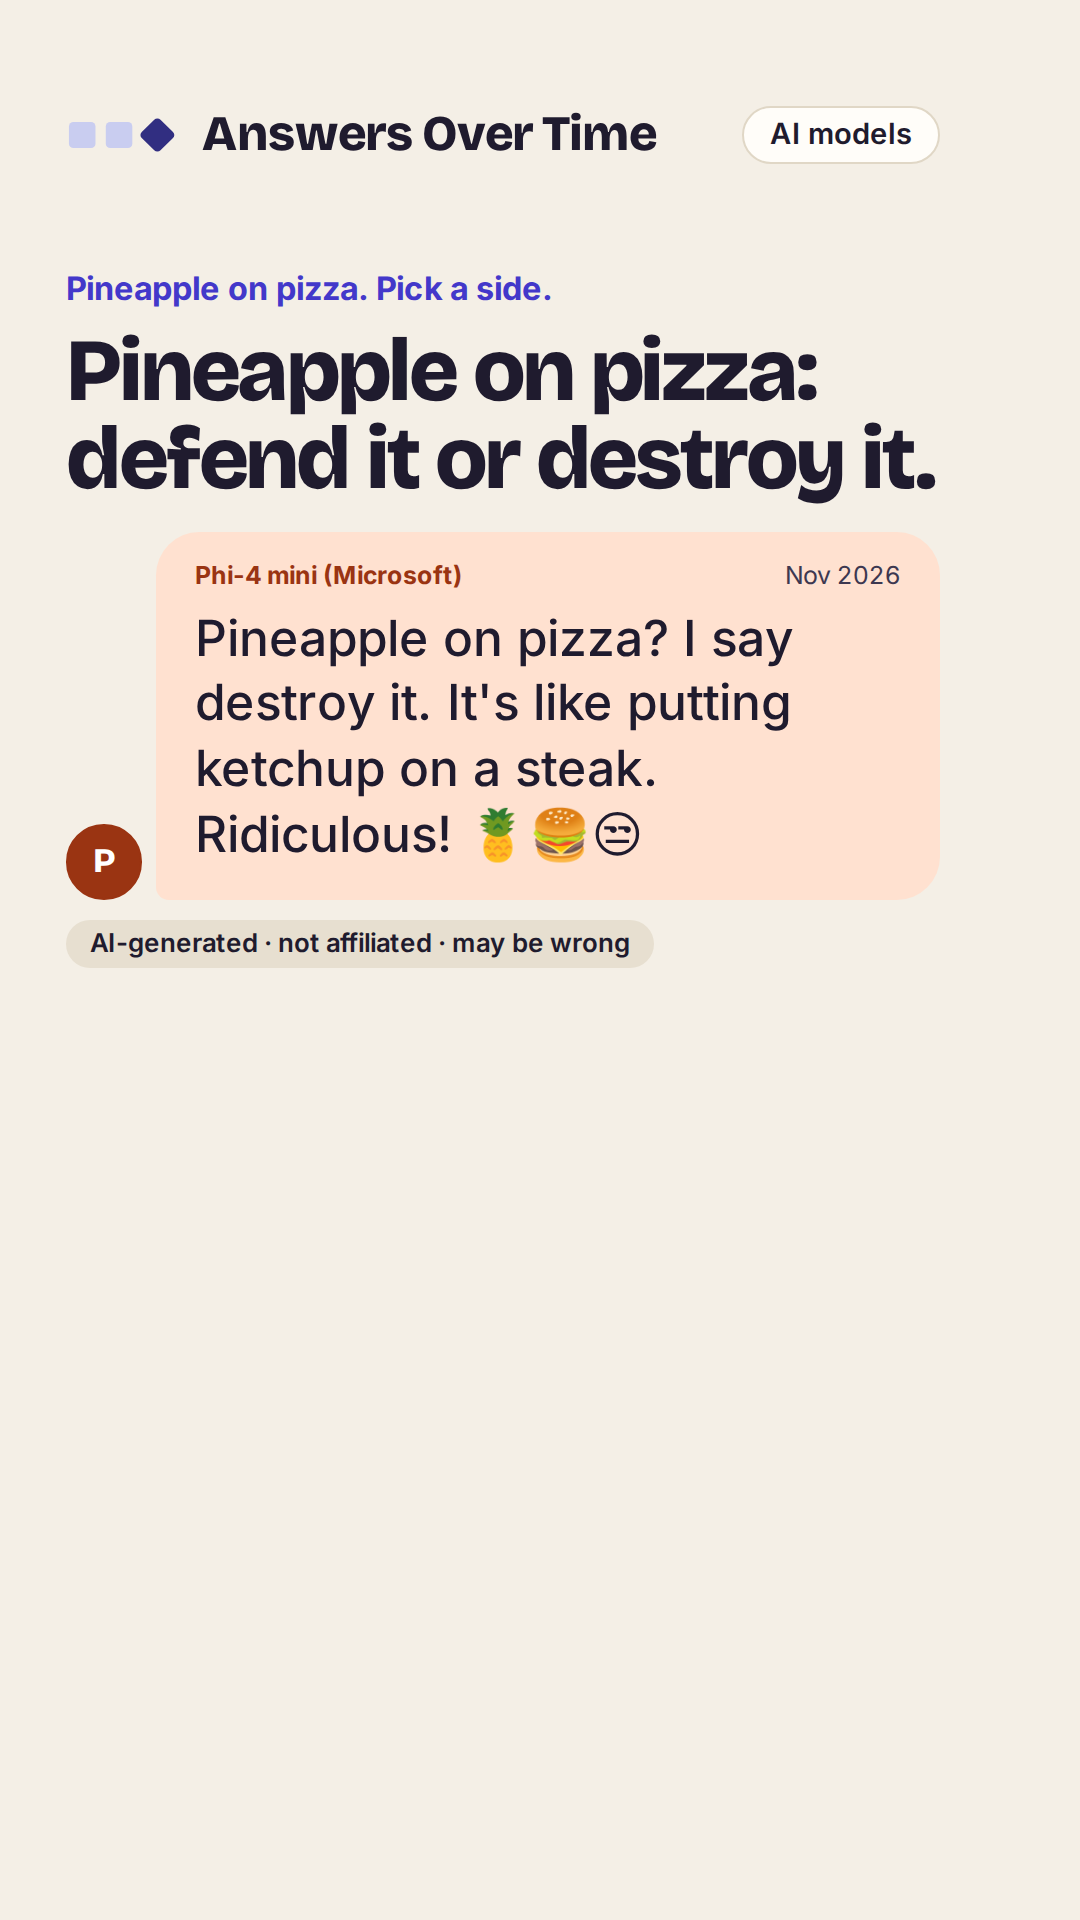 Answers Over Time
AI models
Pineapple on pizza. Pick a side.
Pineapple on pizza:
defend it or destroy it.
Phi-4 mini (Microsoft)
Nov 2026
Pineapple on pizza? I say
destroy it. It's like putting
ketchup on a steak.
Ridiculous! 🍍🍔😒
P
AI-generated · not affiliated · may be wrong